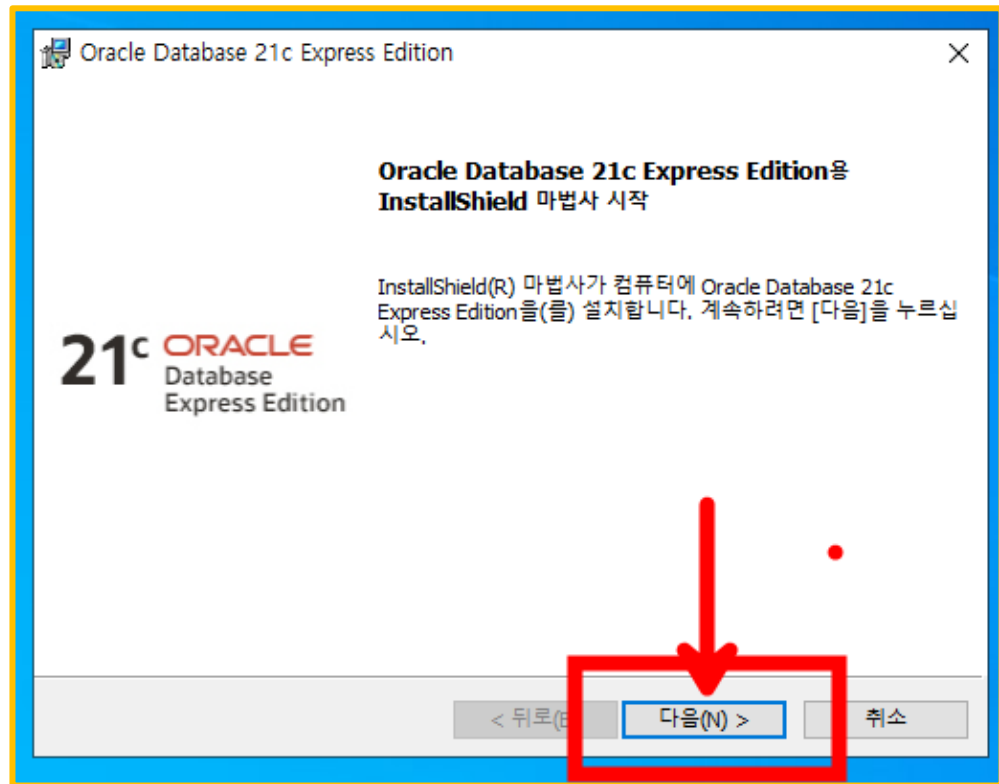 Oracle Database 21c Express Edition
Oracle Database 21c Express Edition용
InstallShield 마법사 시작
InstallShield(R) 마법사가 컴퓨터에 Oracle Database 21c
Express Edition을(를) 설치합니다. 계속하려면 [다음]을 누르십
시오.
21c ORACLE
Database
Express Edition
< 뒤로(B 다음(N) > 취소